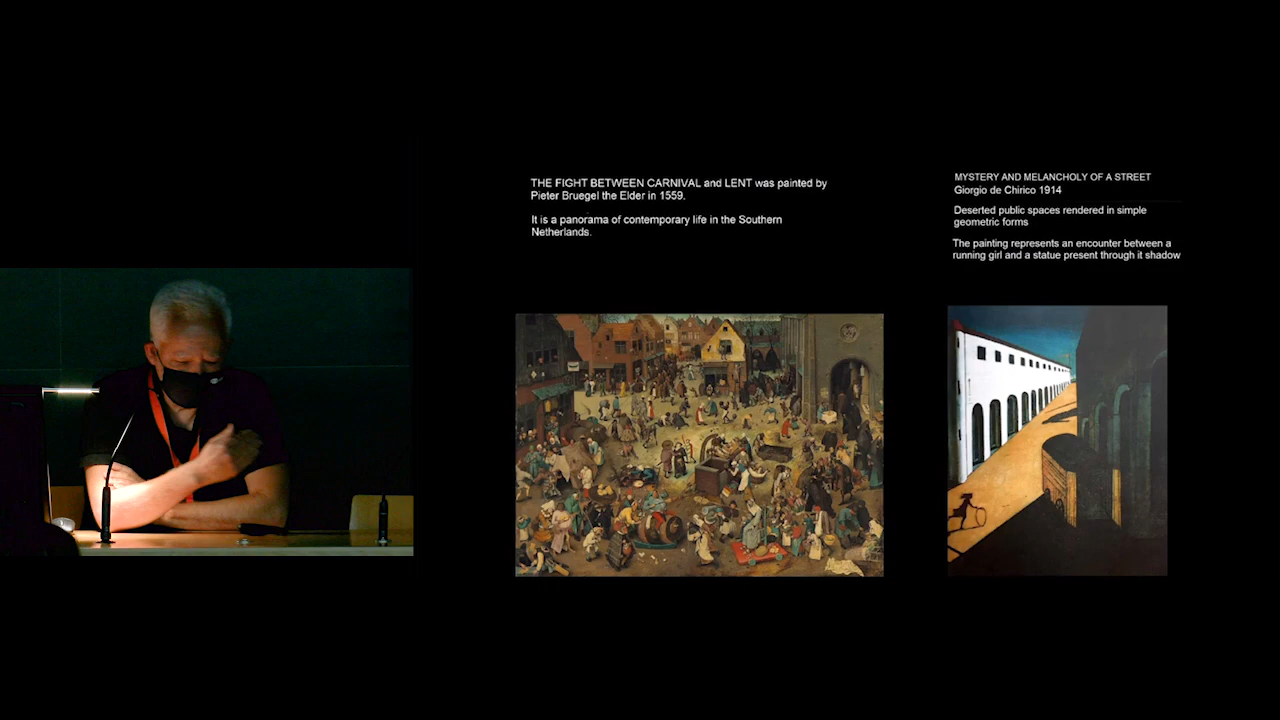 THE FIGHT BETWEEN CARNIVAL and LENT was painted by
Pieter Bruegel the Elder in 1559.
It is a panorama of contemporary life in the Southern
Netherlands.
MYSTERY AND MELANCHOLY OF A STREET
Giorgio de Chirico 1914
Deserted public spaces rendered in simple
geometric forms
The painting represents an encounter between a
running girl and a statue present through it shadow